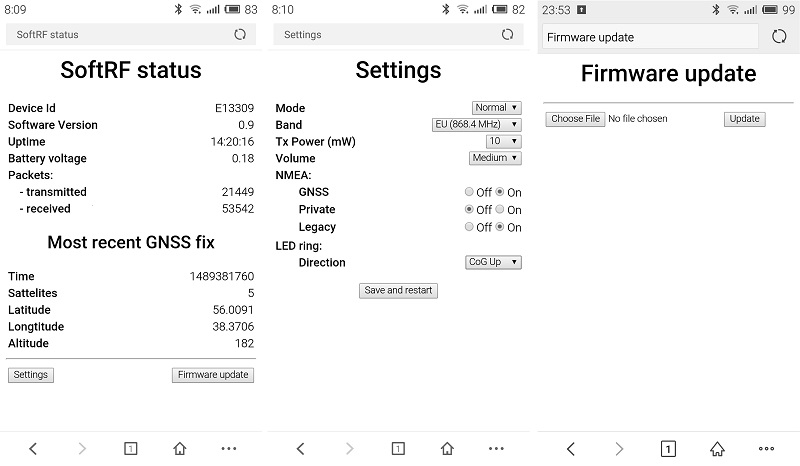 8:09 83
SoftRF status
SoftRF status
Device Id E13309
Software Version 0.9
Uptime 14:20:16
Battery voltage 0.18
Packets:
- transmitted 21449
- received 53542
Most recent GNSS fix
Time 1489381760
Sattelites 5
Latitude 56.0091
Longtitude 38.3706
Altitude 182
Settings Firmware update
1
8:10 82
Settings
Settings
Mode Normal
Band EU (868.4 MHz)
Tx Power (mW) 10
Volume Medium
NMEA:
GNSS Off On
Private Off On
Legacy Off On
LED ring:
Direction CoG Up
Save and restart
1
23:53 99
Firmware update
Firmware update
Choose File No file chosen Update
1